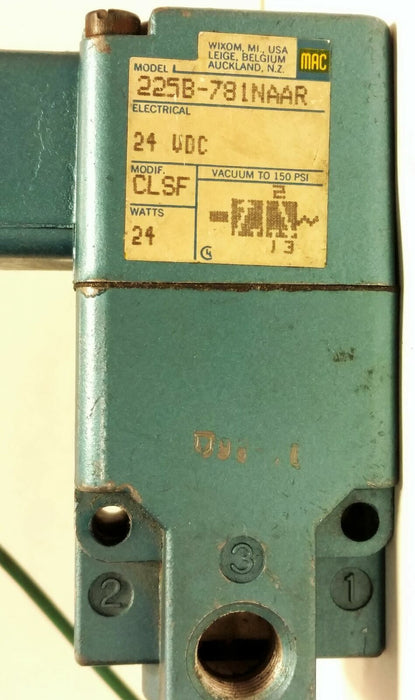 WIXOM, MI., USA
LEIGE, BELGIUM
AUCKLAND, N.Z.
MAC
MODEL
225B-781NAAR
ELECTRICAL
24 VDC
MODIF.
CLSF
VACUUM TO 150 PSI
2
WATTS
24
1 3
3
2
1